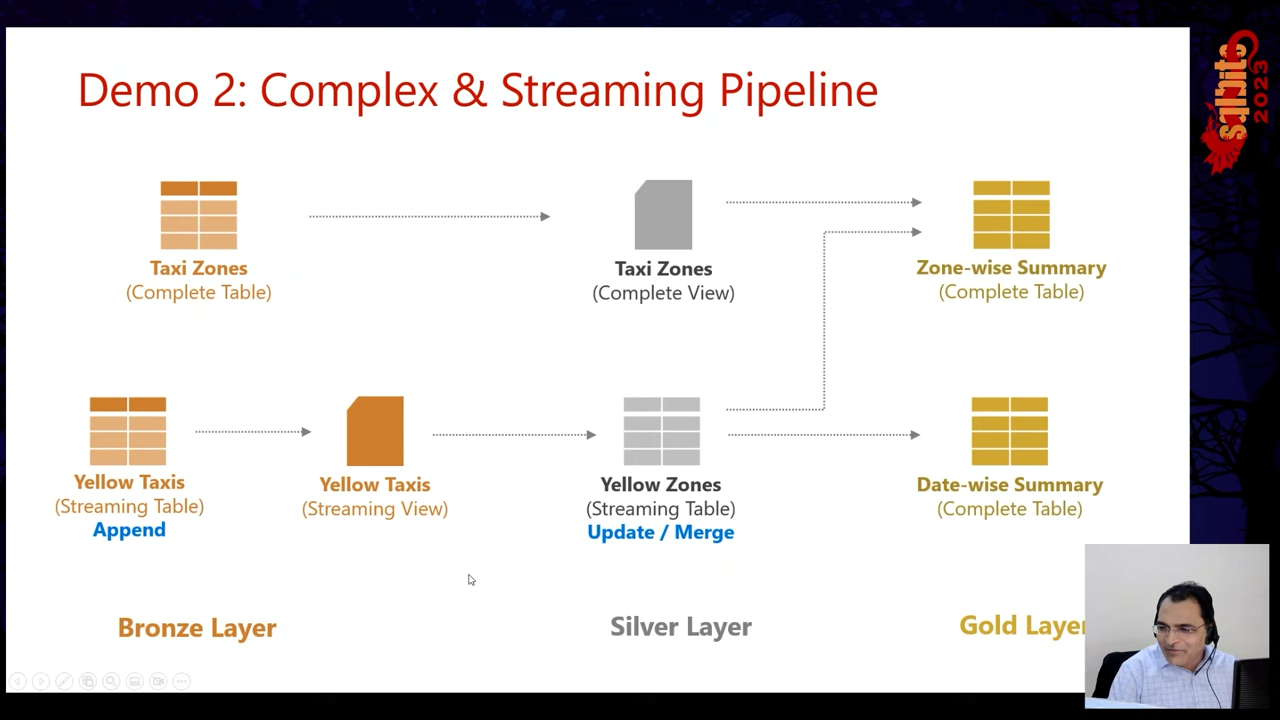 Demo 2: Complex & Streaming Pipeline
sqlbits
2023
Taxi Zones
(Complete Table)
Taxi Zones
(Complete View)
Zone-wise Summary
(Complete Table)
Yellow Taxis
(Streaming Table)
Append
Yellow Taxis
(Streaming View)
Yellow Zones
(Streaming Table)
Update / Merge
Date-wise Summary
(Complete Table)
Bronze Layer
Silver Layer
Gold Layer